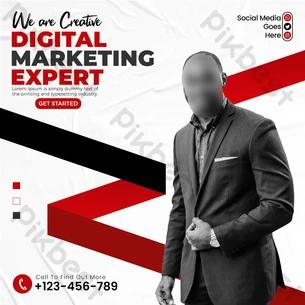 We are Creative
DIGITAL
MARKETING
EXPERT
Lorem Ipsum is simply dummy text of
the printing and typesetting industry.
GET STARTED
Social Media
Goes
Here
Call To Find Out More
+123-456-789
Pikbest